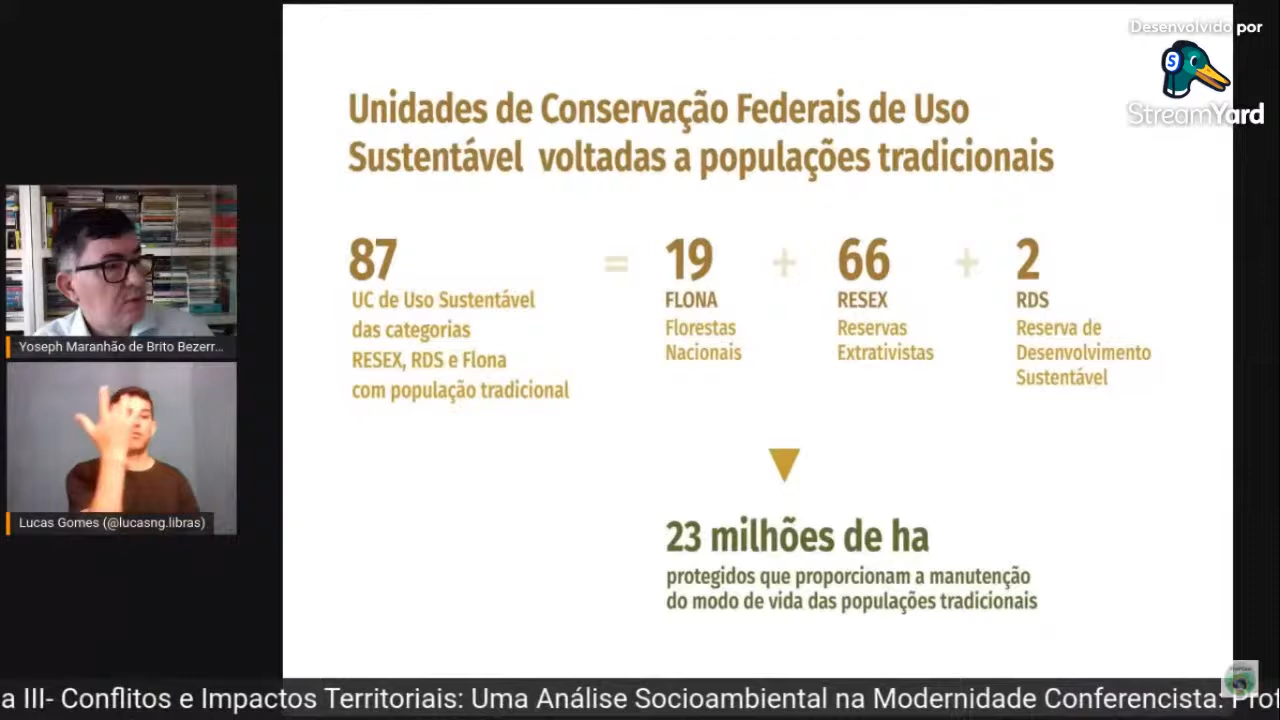 Desenvolvido por
StreamYard
Unidades de Conservação Federais de Uso
Sustentável voltadas a populações tradicionais
87 = 19 + 66 + 2
UC de Uso Sustentável
das categorias
RESEX, RDS e Flona
com população tradicional
FLONA
Florestas
Nacionais
RESEX
Reservas
Extrativistas
RDS
Reserva de
Desenvolvimento
Sustentável
23 milhões de ha
protegidos que proporcionam a manutenção
do modo de vida das populações tradicionais
Yoseph Maranhão de Brito Bezerr...
Lucas Gomes (@lucasng.libras)
a III- Conflitos e Impactos Territoriais: Uma Análise Socioambiental na Modernidade Conferencista: Prof